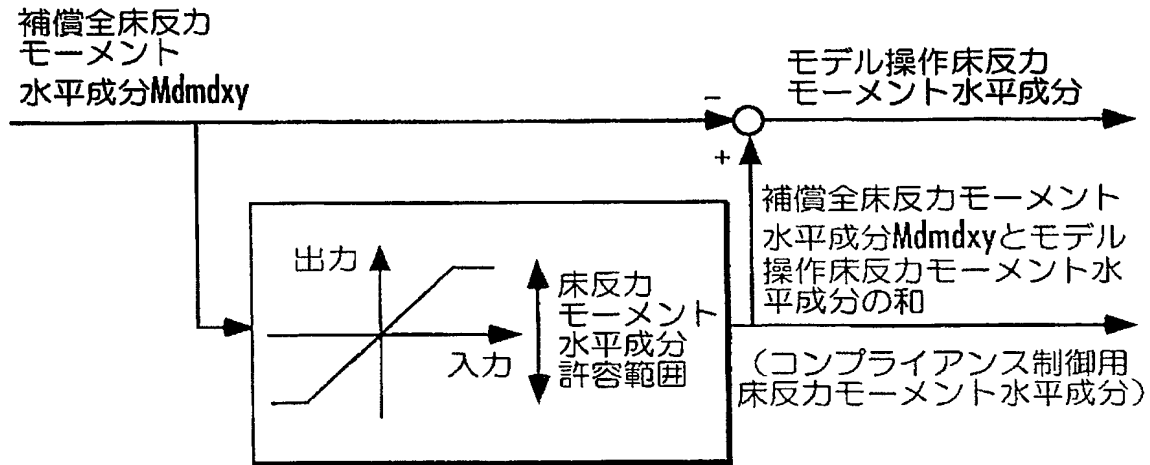 補償全床反力
モーメント
水平成分Mdmdxy
モデル操作床反力
モーメント水平成分
−
+
補償全床反力モーメント
水平成分Mdmdxyとモデル
操作床反力モーメント水
平成分の和
出力
入力
床反力
モーメント
水平成分
許容範囲
(コンプライアンス制御用
床反力モーメント水平成分)